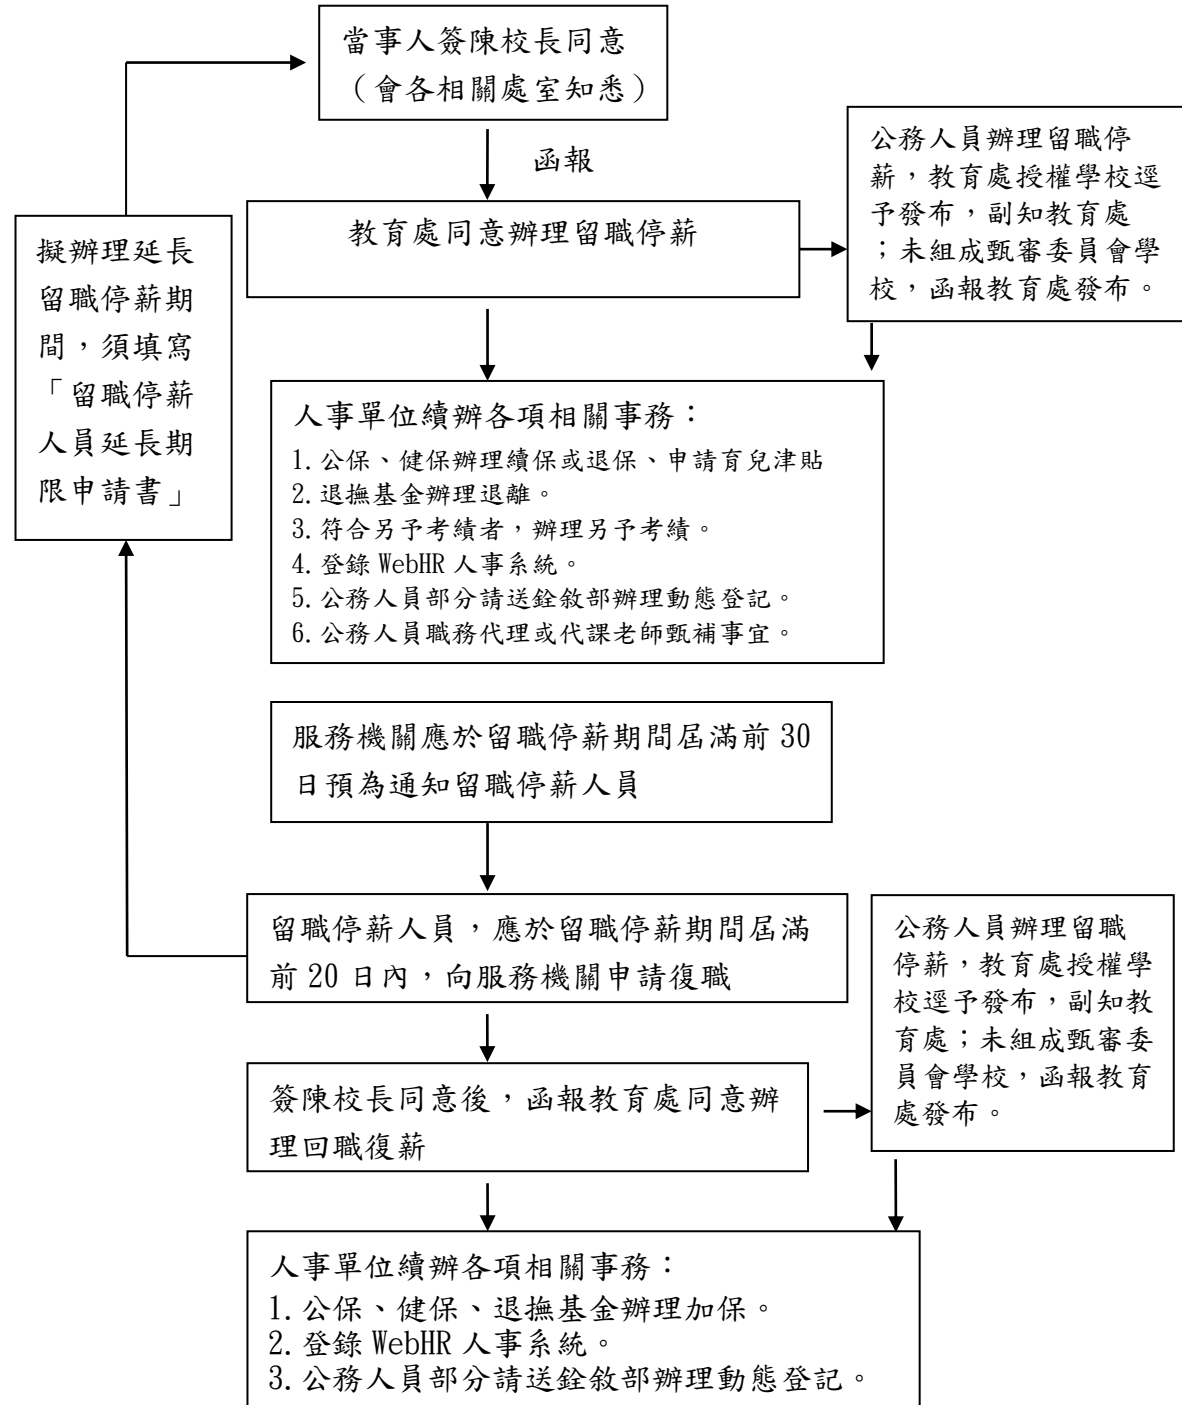 當事人簽陳校長同意
（會各相關處室知悉）
函報
公務人員辦理留職停
薪，教育處授權學校逕
予發布，副知教育處
；未組成甄審委員會學
校，函報教育處發布。
教育處同意辦理留職停薪
擬辦理延長
留職停薪期
間，須填寫
「留職停薪
人員延長期
限申請書」
人事單位續辦各項相關事務：
1.公保、健保辦理續保或退保、申請育兒津貼
2.退撫基金辦理退離。
3.符合另予考績者，辦理另予考績。
4.登錄 WebHR 人事系統。
5.公務人員部分請送銓敘部辦理動態登記。
6.公務人員職務代理或代課老師甄補事宜。
服務機關應於留職停薪期間屆滿前 30
日預為通知留職停薪人員
留職停薪人員，應於留職停薪期間屆滿
前 20 日內，向服務機關申請復職
公務人員辦理留職
停薪，教育處授權學
校逕予發布，副知教
育處；未組成甄審委
員會學校，函報教育
處發布。
簽陳校長同意後，函報教育處同意辦
理回職復薪
人事單位續辦各項相關事務：
1.公保、健保、退撫基金辦理加保。
2.登錄 WebHR 人事系統。
3.公務人員部分請送銓敘部辦理動態登記。